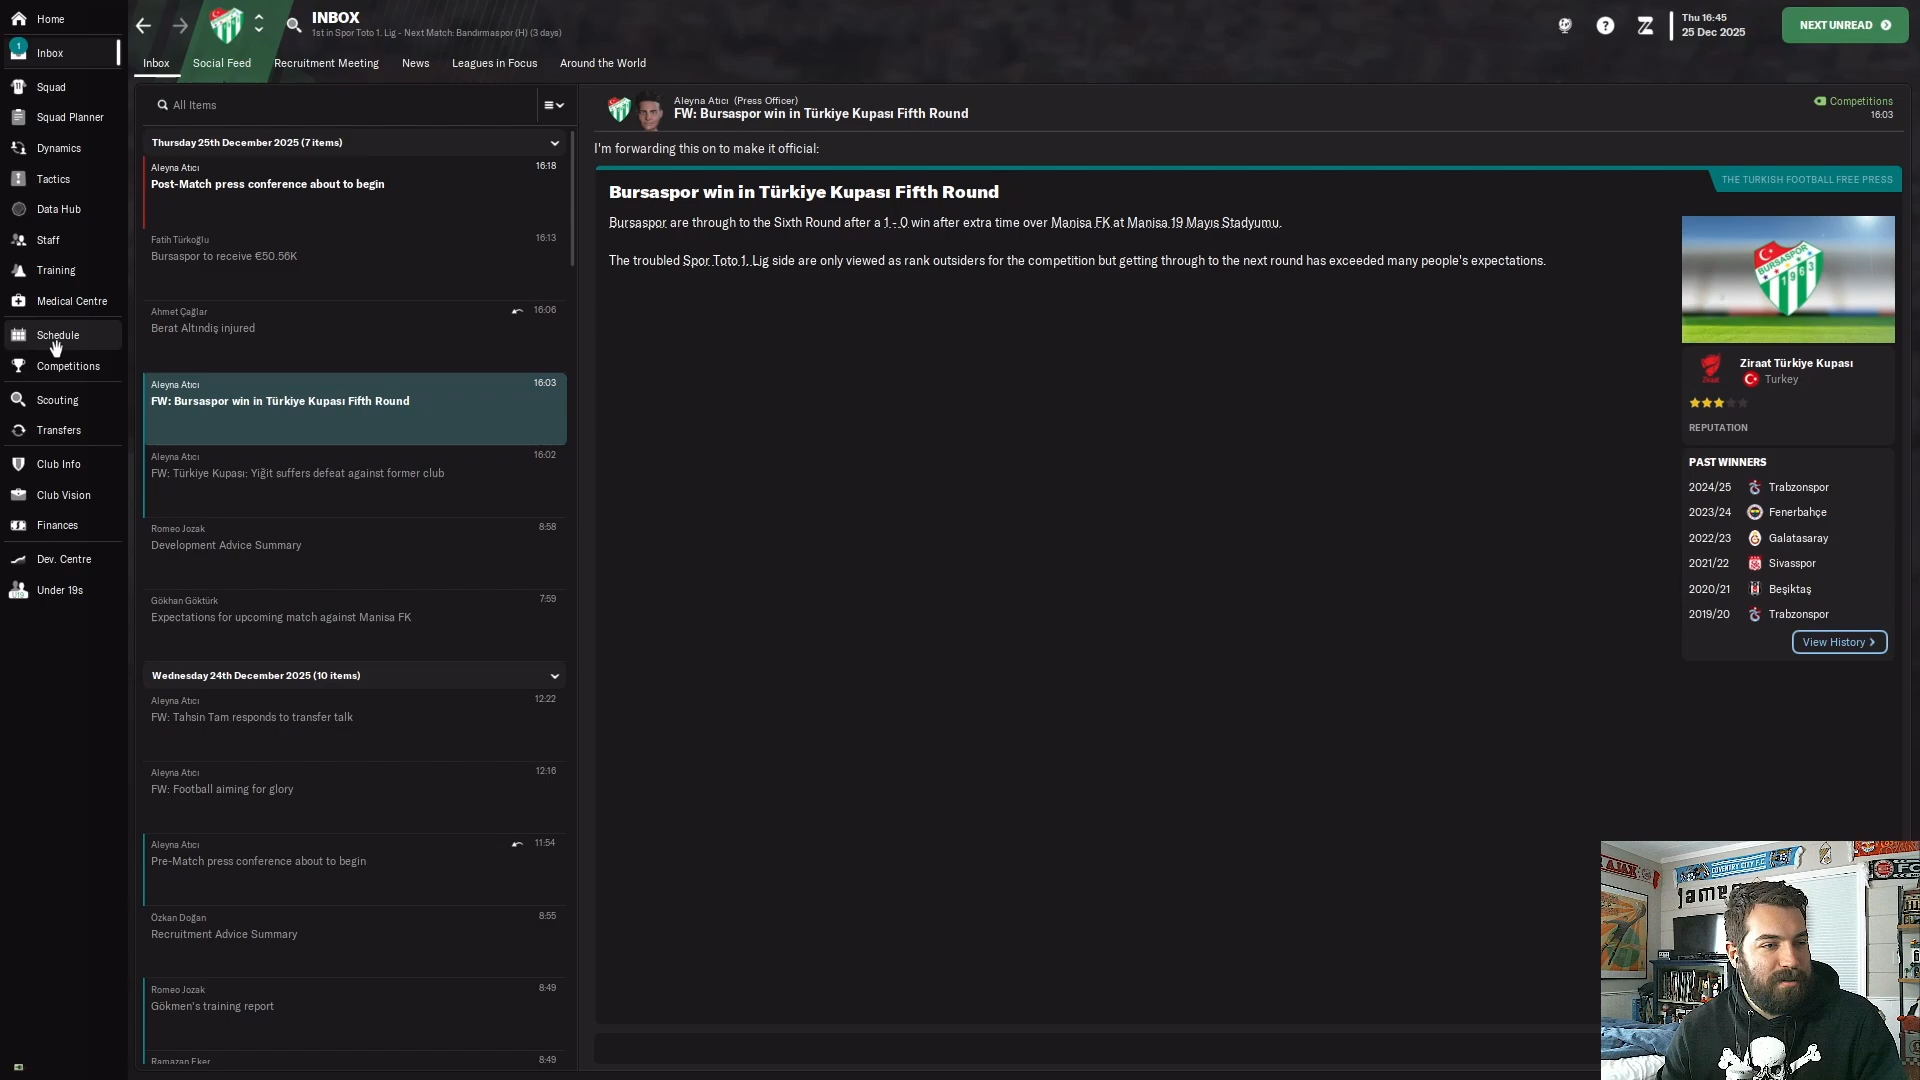 Home
Inbox
1
Squad
Squad Planner
Dynamics
Tactics
Data Hub
Staff
Training
Medical Centre
Schedule
Competitions
Scouting
Transfers
Club Info
Club Vision
Finances
Dev. Centre
Under 19s
INBOX
1st in Spor Toto 1. Lig - Next Match: Bandırmaspor (H) (3 days)
Thu 16:45
25 Dec 2025
NEXT UNREAD
Inbox Social Feed Recruitment Meeting News Leagues in Focus Around the World
All Items
Thursday 25th December 2025 (7 items)
Aleyna Atıcı 16:18
Post-Match press conference about to begin
Fatih Türkoğlu 16:13
Bursaspor to receive €50.56K
Ahmet Çağlar 16:06
Berat Altındiş injured
Aleyna Atıcı 16:03
FW: Bursaspor win in Türkiye Kupası Fifth Round
Aleyna Atıcı 16:02
FW: Türkiye Kupası: Yiğit suffers defeat against former club
Romeo Jozak 8:58
Development Advice Summary
Gökhan Göktürk 7:59
Expectations for upcoming match against Manisa FK
Wednesday 24th December 2025 (10 items)
Aleyna Atıcı 12:22
FW: Tahsin Tam responds to transfer talk
Aleyna Atıcı 12:16
FW: Football aiming for glory
Aleyna Atıcı 11:54
Pre-Match press conference about to begin
Özkan Doğan 8:55
Recruitment Advice Summary
Romeo Jozak 8:49
Gökmen's training report
Ramazan Eker 8:49
Aleyna Atıcı (Press Officer)
FW: Bursaspor win in Türkiye Kupası Fifth Round
Competitions
16:03
I'm forwarding this on to make it official:
THE TURKISH FOOTBALL FREE PRESS
Bursaspor win in Türkiye Kupası Fifth Round
Bursaspor are through to the Sixth Round after a 1 - 0 win after extra time over Manisa FK at Manisa 19 Mayıs Stadyumu.
The troubled Spor Toto 1. Lig side are only viewed as rank outsiders for the competition but getting through to the next round has exceeded many people's expectations.
BURSASPOR
1963
Ziraat
Ziraat Türkiye Kupası
Turkey
REPUTATION
PAST WINNERS
2024/25 Trabzonspor
2023/24 Fenerbahçe
2022/23 Galatasaray
2021/22 Sivasspor
2020/21 Beşiktaş
2019/20 Trabzonspor
View History
AJAX
COVENTRY CITY F.C.
james
FC